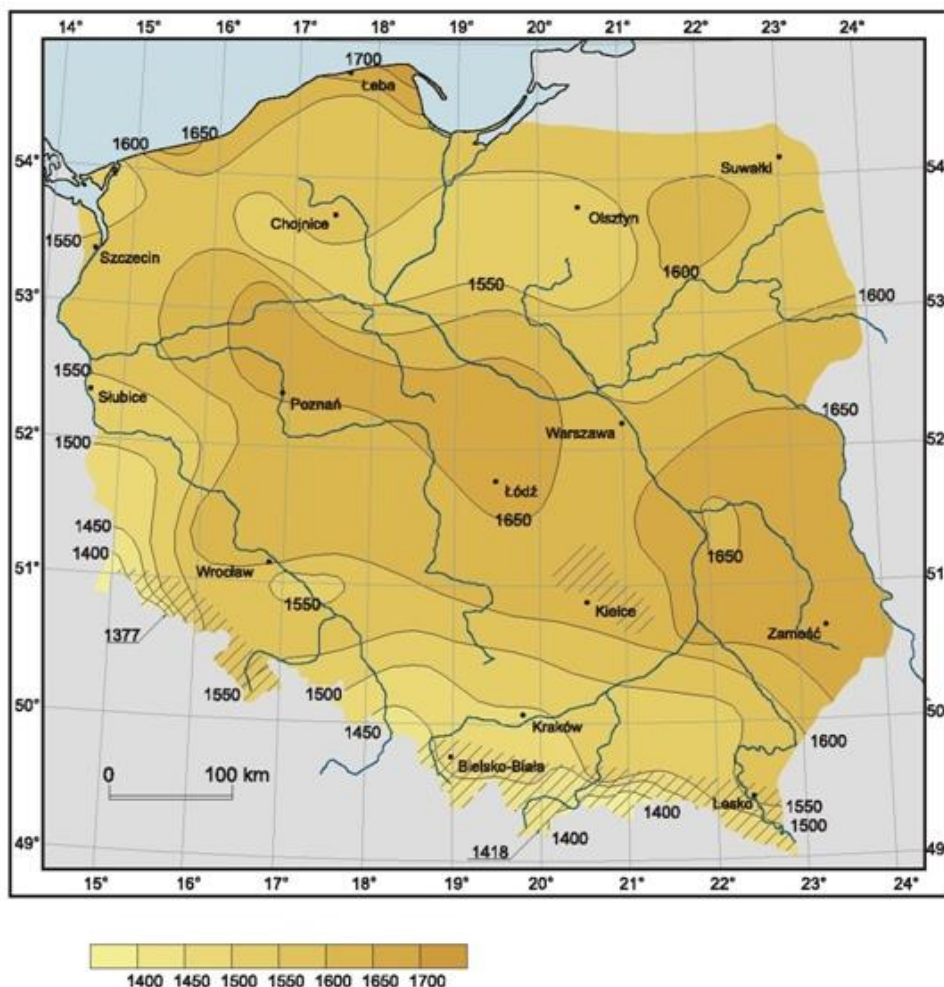 14° 15° 16° 17° 18° 19° 20° 21° 22° 23° 24°
1700
Łeba
1650
1600
54° 54
Suwałki
Chojnice
Olsztyn
1550
Szczecin
1600
1550
1600
53° 53
1550
Słubice
Poznań
1650
Warszawa
52° 52
1500
Łódź
1650
1450
1400
1650
51° 51
Wrocław
1550
Kielce
1377
Zamość
1550
1500
50° 50
1450
Kraków
1600
0 100 km
Bielsko-Biała
Lesko
1550
1400
1500
1400
1418
49° 49
15° 16° 17° 18° 19° 20° 21° 22° 23° 24°
1400 1450 1500 1550 1600 1650 1700